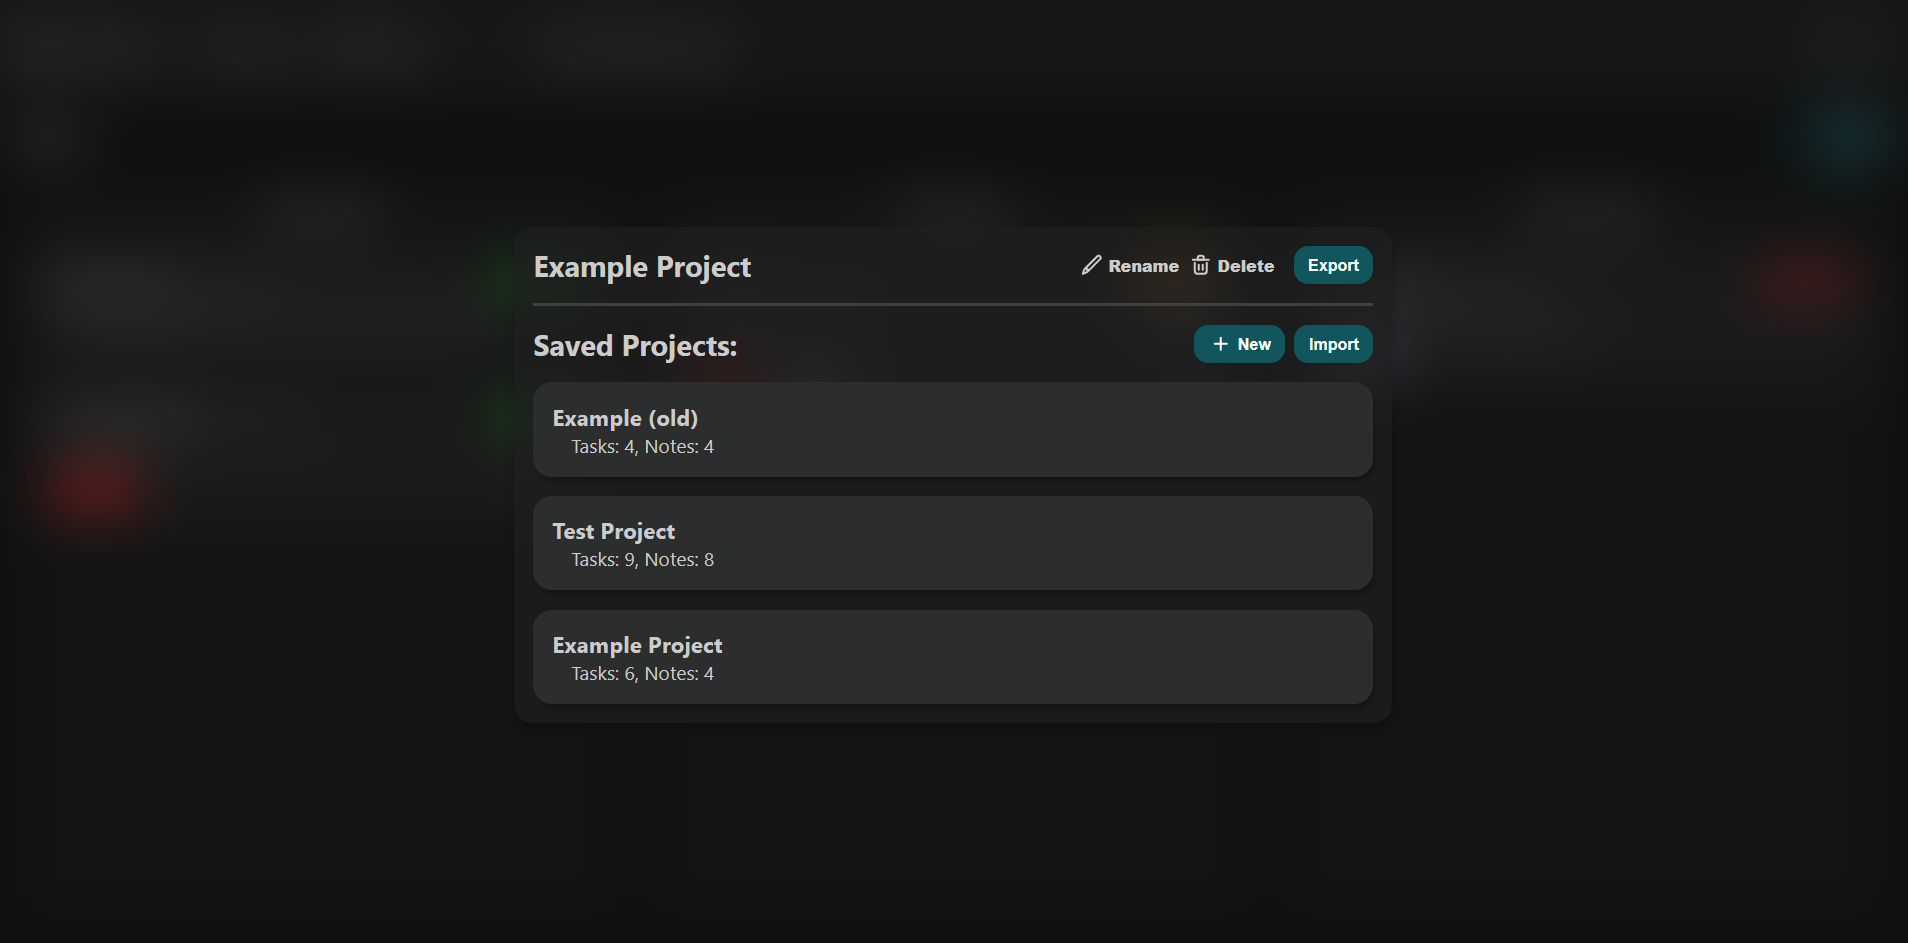 Example Project
Rename Delete Export
Saved Projects:
New Import
Example (old)
Tasks: 4, Notes: 4
Test Project
Tasks: 9, Notes: 8
Example Project
Tasks: 6, Notes: 4